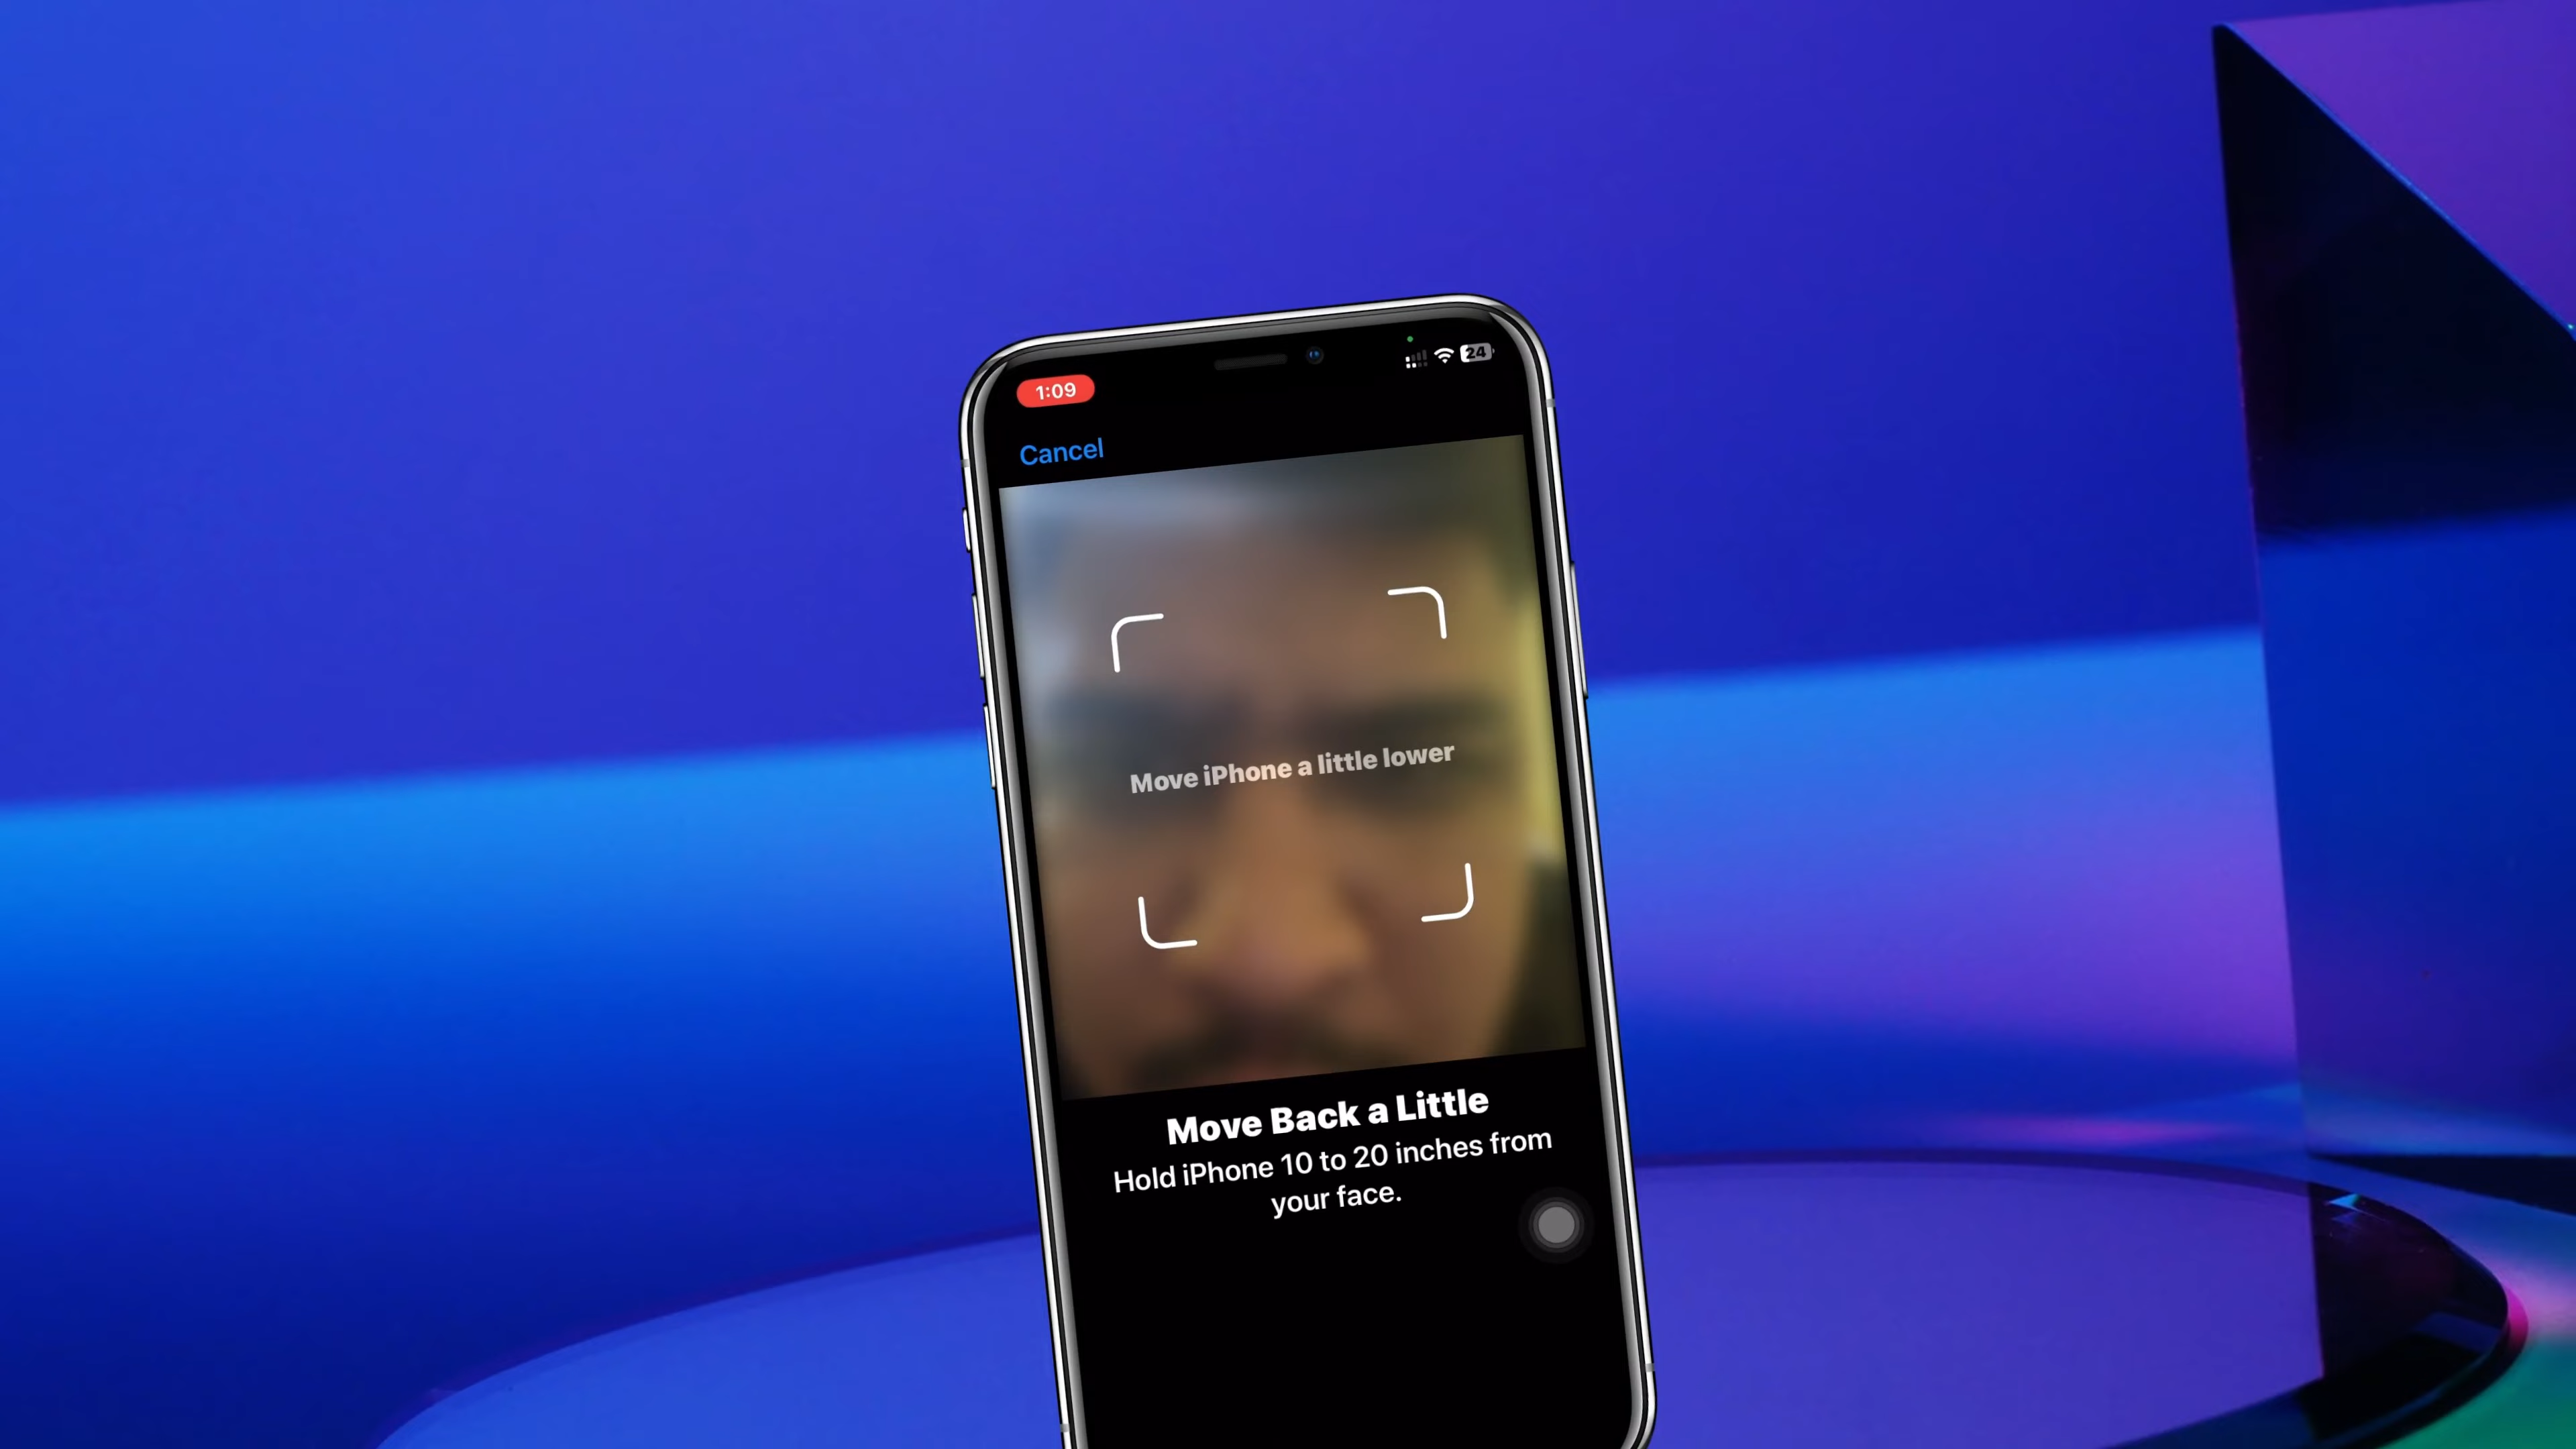 1:09
24
Cancel
Move iPhone a little lower
Move Back a Little
Hold iPhone 10 to 20 inches from
your face.